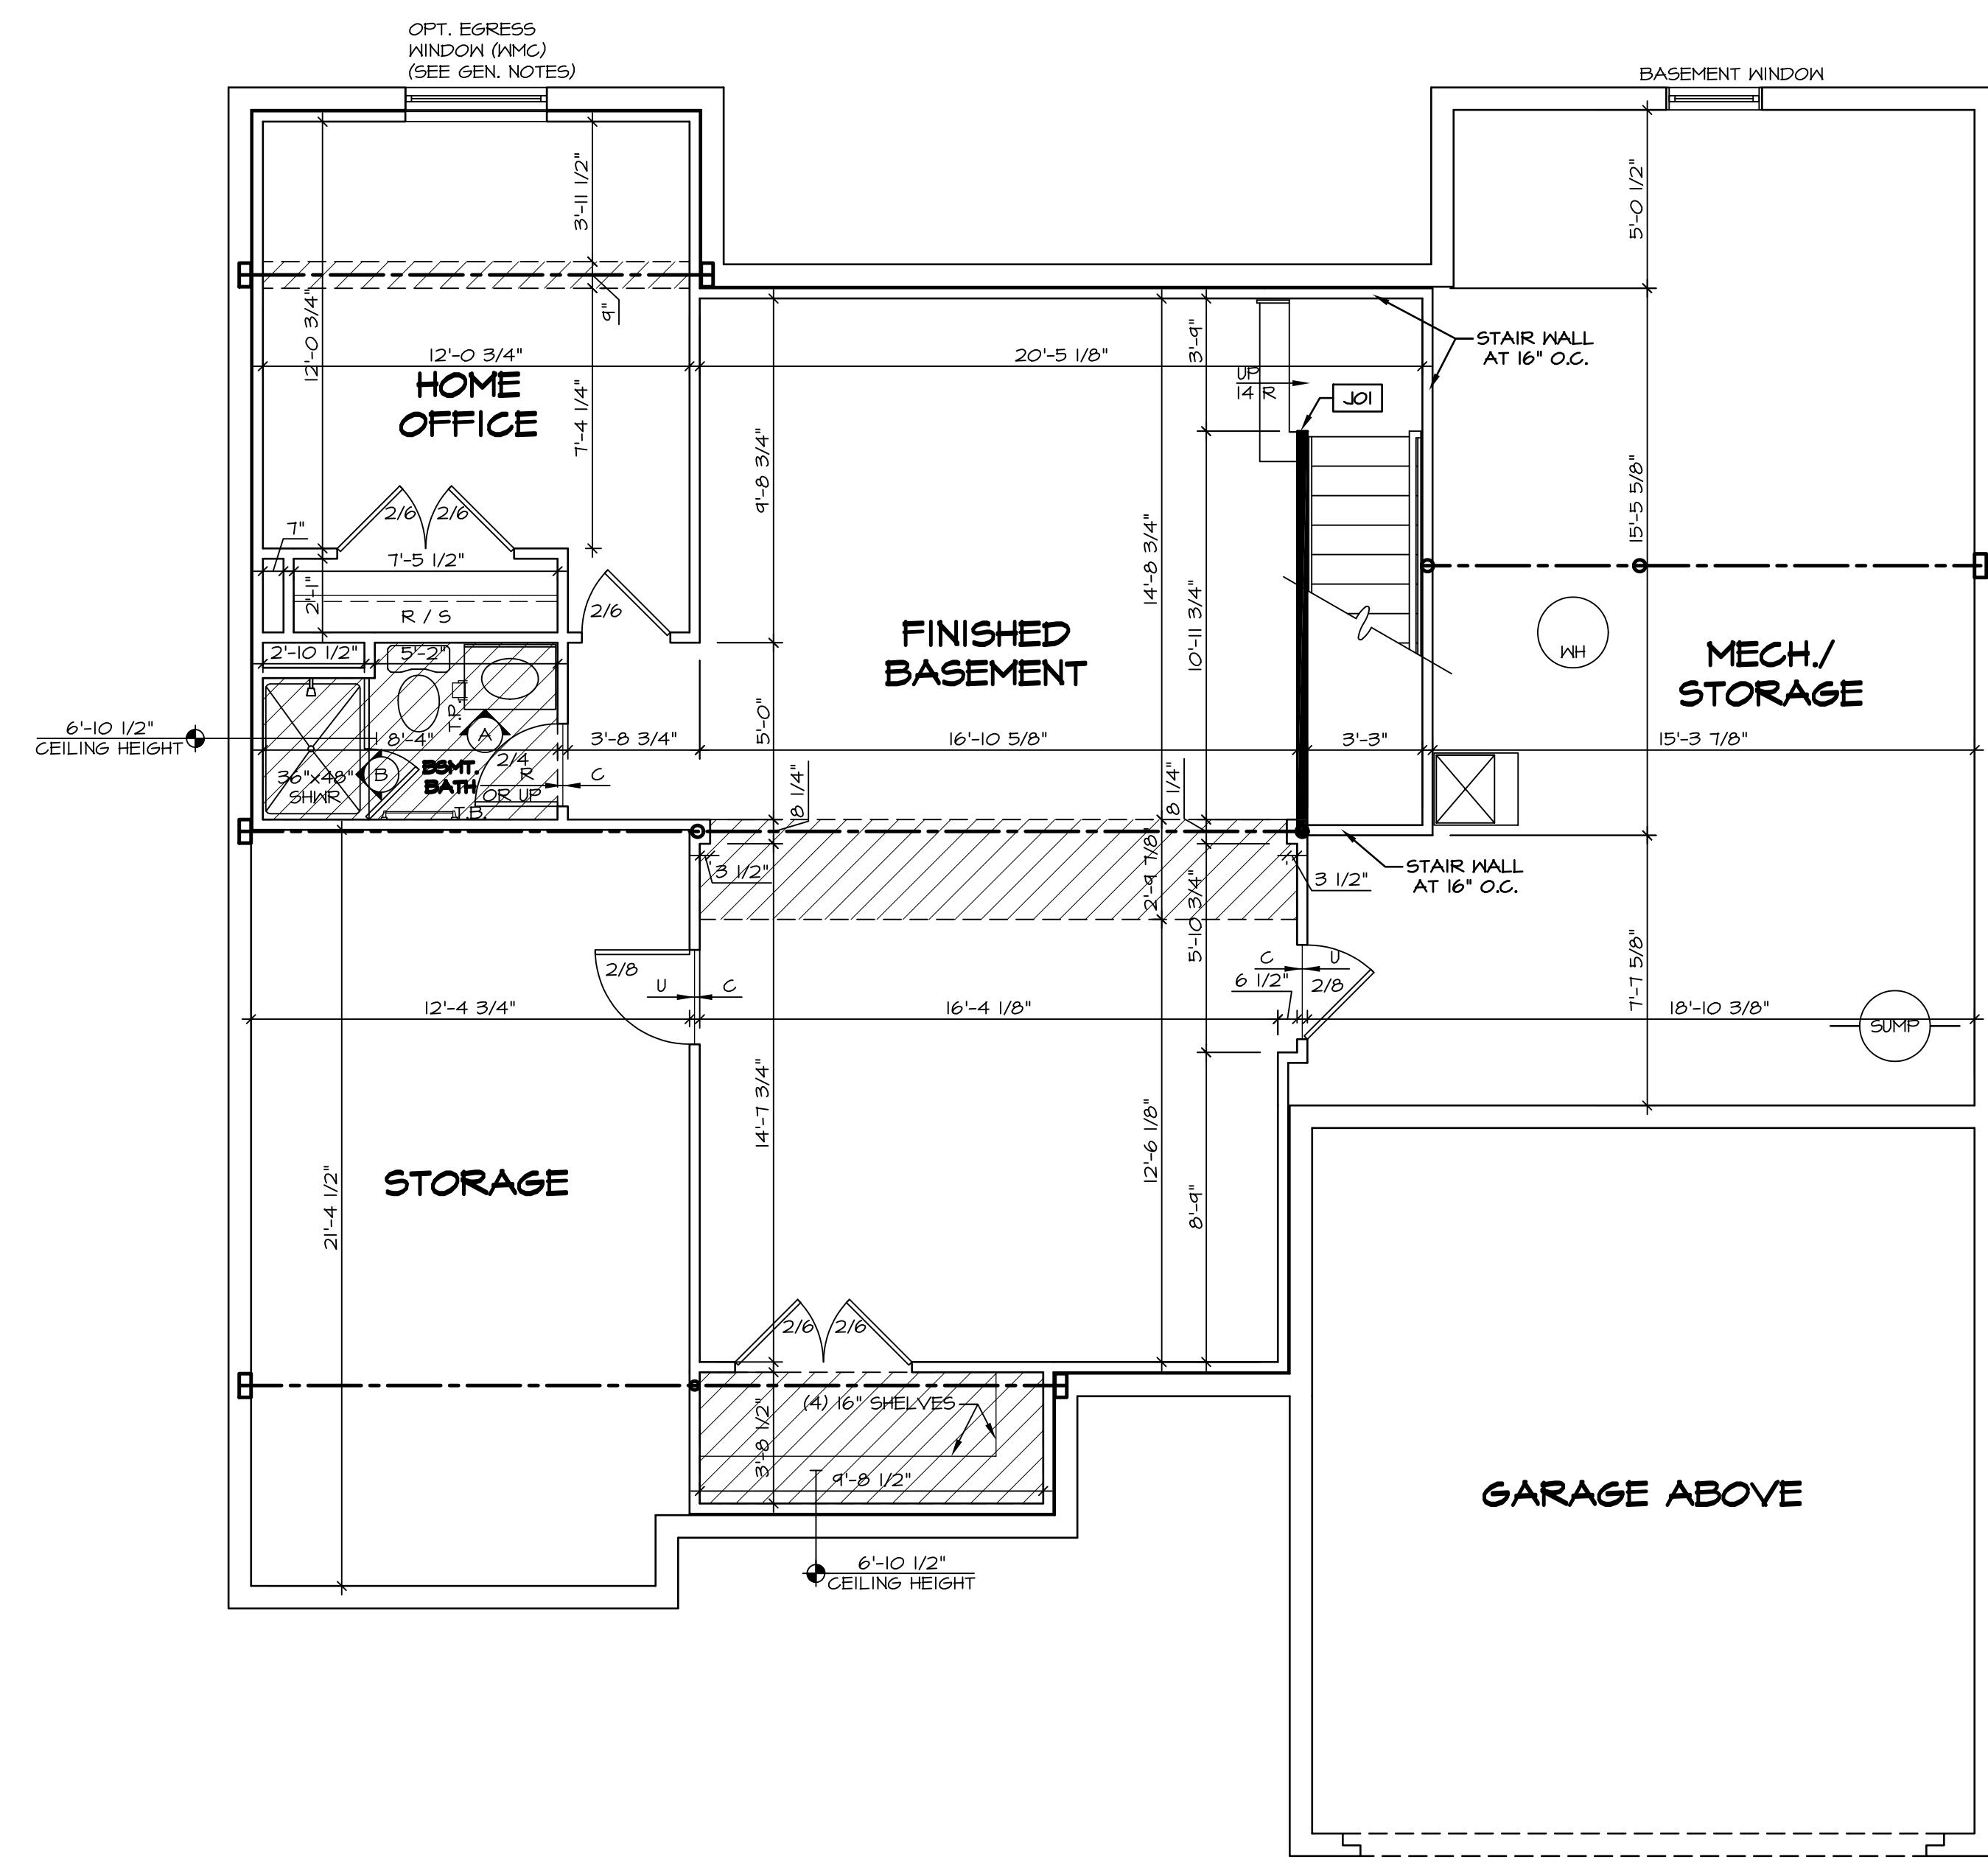 OPT. EGRESS
WINDOW (WMC)
(SEE GEN. NOTES)
BASEMENT WINDOW
3'-11 1/2"
5'-0 1/2"
12'-0 3/4"
9"
STAIR WALL
AT 16" O.C.
3'-9"
12'-0 3/4"
20'-5 1/8"
UP
14 R
J01
HOME
OFFICE
7'-4 1/4"
9'-8 3/4"
14'-8 3/4"
15'-5 5/8"
2/6
2/6
7"
7'-5 1/2"
2'-1"
R / S
2/6
10'-11 3/4"
FINISHED
BASEMENT
WH
MECH./
STORAGE
2'-10 1/2"
5'-2"
T.P.
A
6'-10 1/2"
CEILING HEIGHT
8'-4"
3'-8 3/4"
5'-0"
16'-10 5/8"
3'-3"
15'-3 7/8"
2/4
B
BSMT.
BATH
R
OR UP
C
36"x48"
SHWR
T.B.
8 1/4"
8 1/4"
3 1/2"
2'-9 7/8"
5'-10 3/4"
3 1/2"
STAIR WALL
AT 16" O.C.
2/8
U
C
C
U
6 1/2"
2/8
7'-7 5/8"
12'-4 3/4"
16'-4 1/8"
18'-10 3/8"
SUMP
14'-7 3/4"
12'-6 1/8"
8'-9"
STORAGE
21'-4 1/2"
2/6
2/6
(4) 16" SHELVES
3'-8 1/2"
9'-8 1/2"
GARAGE ABOVE
6'-10 1/2"
CEILING HEIGHT